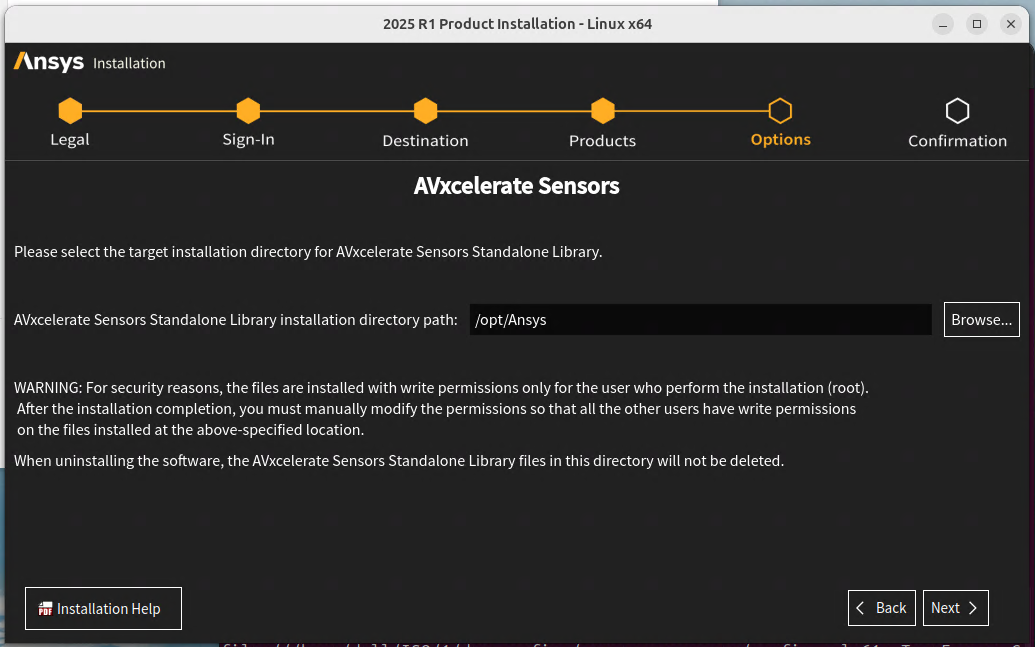 2025 R1 Product Installation - Linux x64
Ansys Installation
Legal
Sign-In
Destination
Products
Options
Confirmation
AVxcelerate Sensors
Please select the target installation directory for AVxcelerate Sensors Standalone Library.
AVxcelerate Sensors Standalone Library installation directory path: /opt/Ansys Browse...
WARNING: For security reasons, the files are installed with write permissions only for the user who perform the installation (root).
After the installation completion, you must manually modify the permissions so that all the other users have write permissions
on the files installed at the above-specified location.
When uninstalling the software, the AVxcelerate Sensors Standalone Library files in this directory will not be deleted.
PDF Installation Help
Back
Next